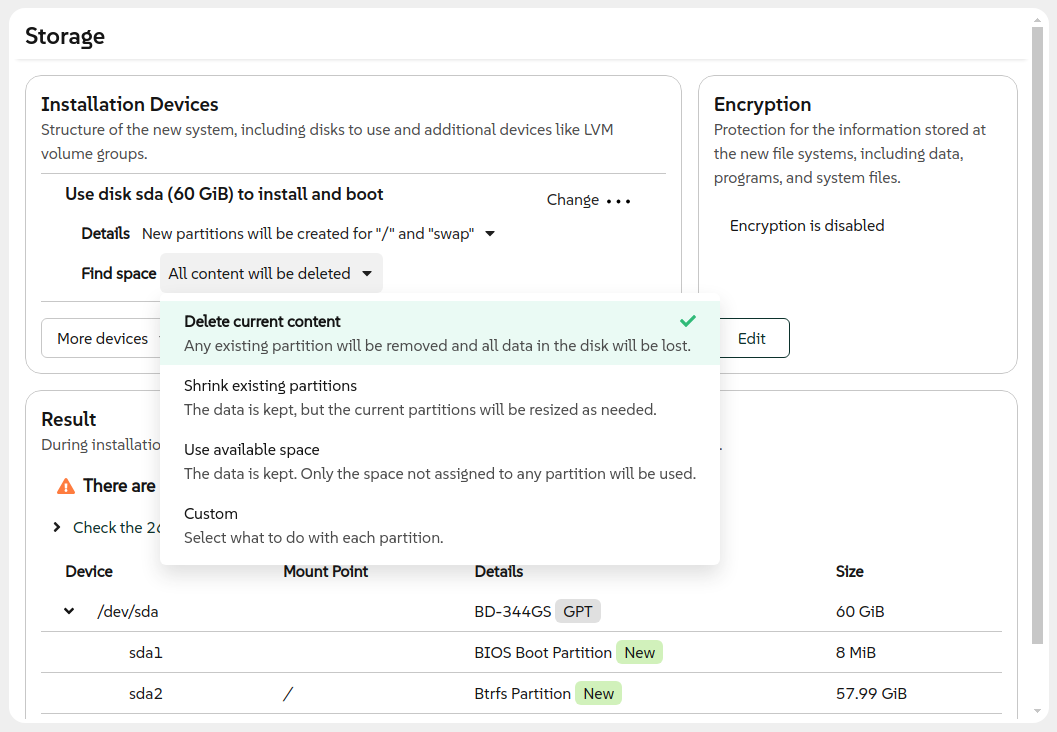 Storage
Installation Devices
Structure of the new system, including disks to use and additional devices like LVM
volume groups.
Use disk sda (60 GiB) to install and boot
Change
Details New partitions will be created for "/" and "swap"
Find space All content will be deleted
Delete current content
Any existing partition will be removed and all data in the disk will be lost.
Shrink existing partitions
The data is kept, but the current partitions will be resized as needed.
Use available space
The data is kept. Only the space not assigned to any partition will be used.
Custom
Select what to do with each partition.
More devices
Encryption
Protection for the information stored at
the new file systems, including data,
programs, and system files.
Encryption is disabled
Edit
Result
During
There are
Check the
Device Mount Point Details Size
/dev/sda BD-344GS GPT 60 GiB
sda1 BIOS Boot Partition New 8 MiB
sda2 / Btrfs Partition New 57.99 GiB